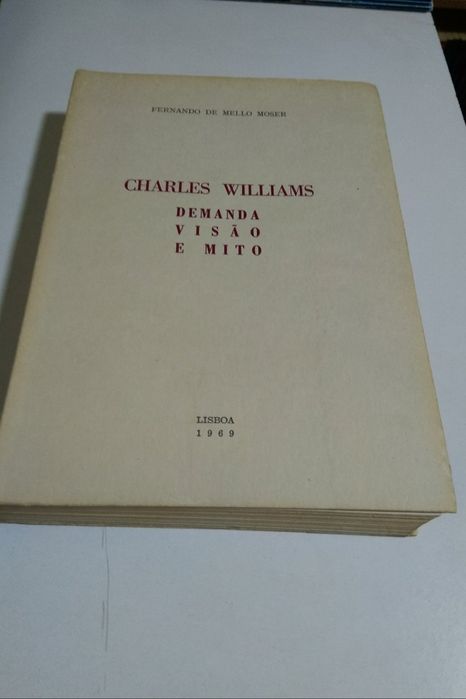 FERNANDO DE MELLO MOSER
CHARLES WILLIAMS
DEMANDA
VISÃO
E MITO
LISBOA
1969